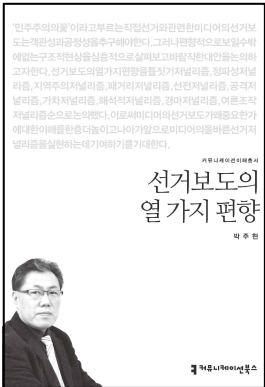 '민주주의의꽃'이라고부르는직접선거와관련한미디어의선거보
도는객관성과공정성을추구해야한다.그러나편향적으로보일수밖
에없는구조적현상을심층적으로살펴보고바람직한대안들을논의하
고자한다.선거보도의열가지편향들을짓기저널리즘,정파성저널
리즘,지역주의저널리즘,패거리저널리즘,선전저널리즘,공격저
널리즘,가차저널리즘,해석적저널리즘,경마저널리즘,여론조작
저널리즘순으로논의했다.이로써미디어의선거보도가왜중요한가
에대한이해를한층더높이고나아가앞으로미디어의올바른선거저
널리즘을실현하는데기여하기를기대한다.
커뮤니케이션이해총서
선거보도의
열 가지 편향
박주현
커뮤니케이션북스